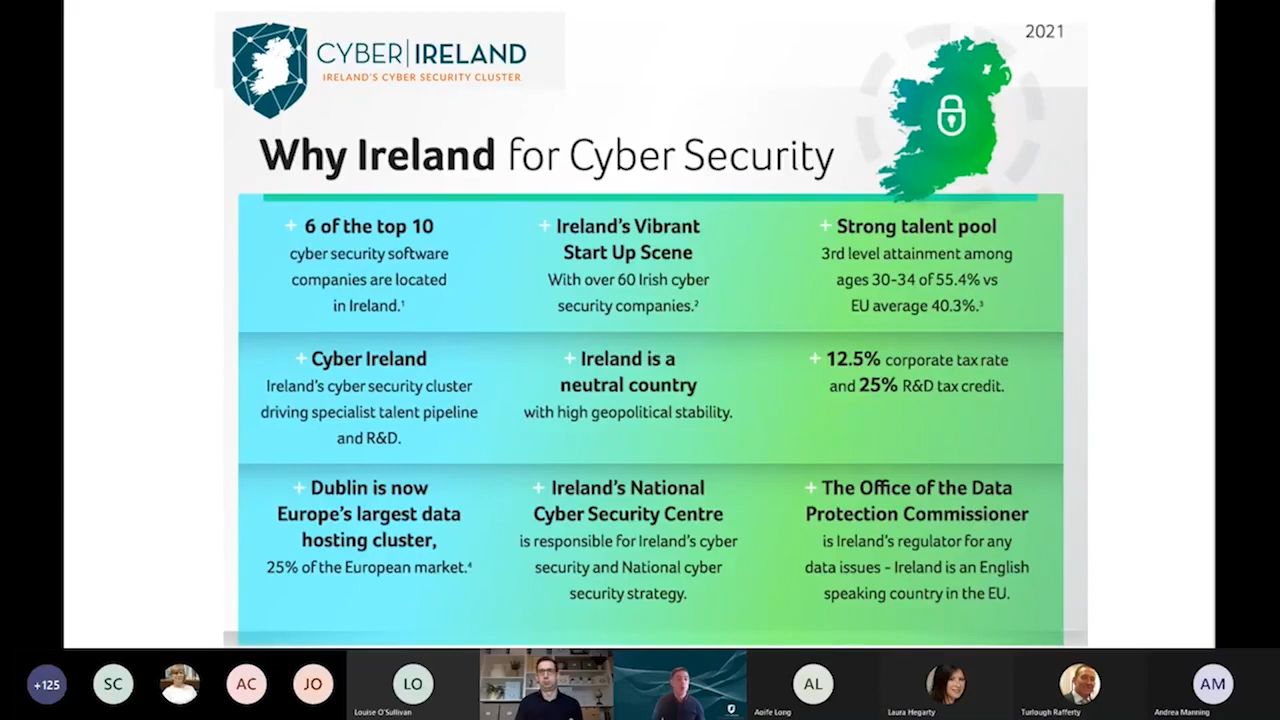 2021
CYBER|IRELAND
IRELAND'S CYBER SECURITY CLUSTER
Why Ireland for Cyber Security
+ 6 of the top 10
cyber security software
companies are located
in Ireland.¹
+ Ireland's Vibrant
Start Up Scene
With over 60 Irish cyber
security companies.²
+ Strong talent pool
3rd level attainment among
ages 30-34 of 55.4% vs
EU average 40.3%.³
+ Cyber Ireland
Ireland's cyber security cluster
driving specialist talent pipeline
and R&D.
+ Ireland is a
neutral country
with high geopolitical stability.
+ 12.5% corporate tax rate
and 25% R&D tax credit.
+ Dublin is now
Europe's largest data
hosting cluster,
25% of the European market.⁴
+ Ireland's National
Cyber Security Centre
is responsible for Ireland's cyber
security and National cyber
security strategy.
+ The Office of the Data
Protection Commissioner
is Ireland's regulator for any
data issues - Ireland is an English
speaking country in the EU.
+125
SC
AC
JO
LO
Louise O'Sullivan
AL
Aoife Long
Laura Hegarty
Turlough Rafferty
AM
Andrea Manning